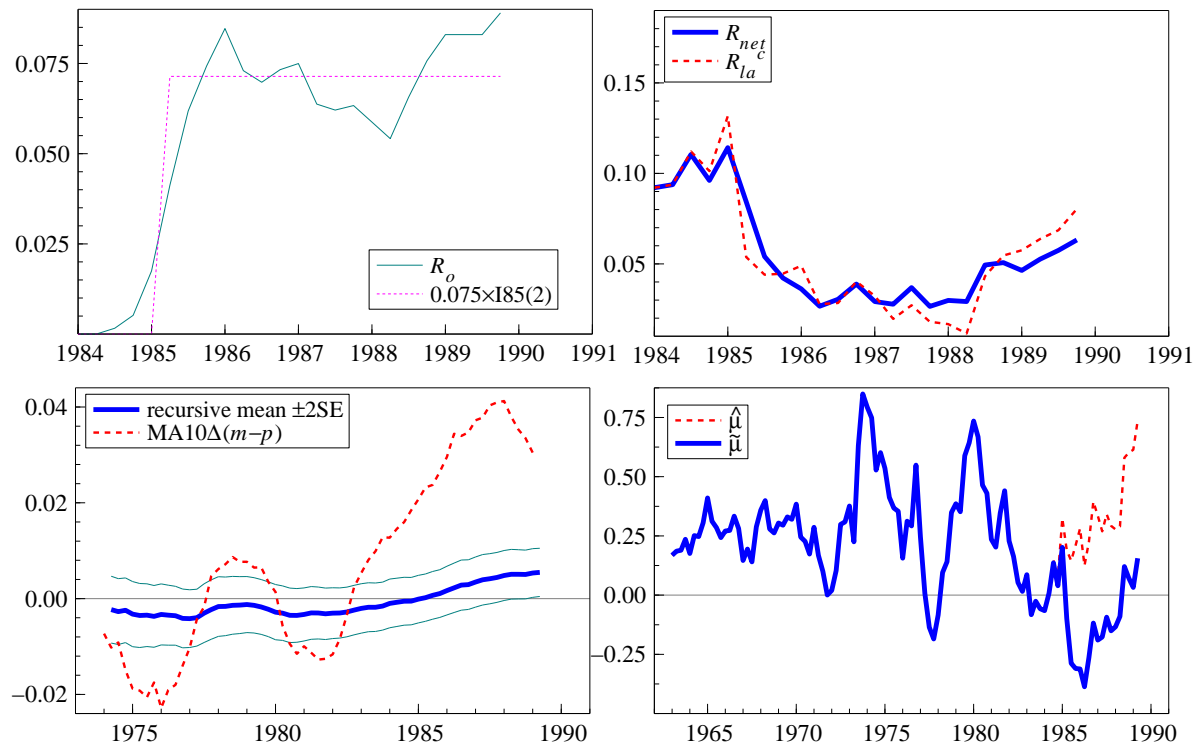 0.075
0.050
0.025
R_o
0.075×I85(2)
1984 1985 1986 1987 1988 1989 1990 1991
R_net
R_la^c
0.15
0.10
0.05
1984 1985 1986 1987 1988 1989 1990 1991
0.04
recursive mean ±2SE
MA10Δ(m−p)
0.02
0.00
−0.02
1975 1980 1985 1990
0.75
μ̂
μ̃
0.50
0.25
0.00
−0.25
1965 1970 1975 1980 1985 1990